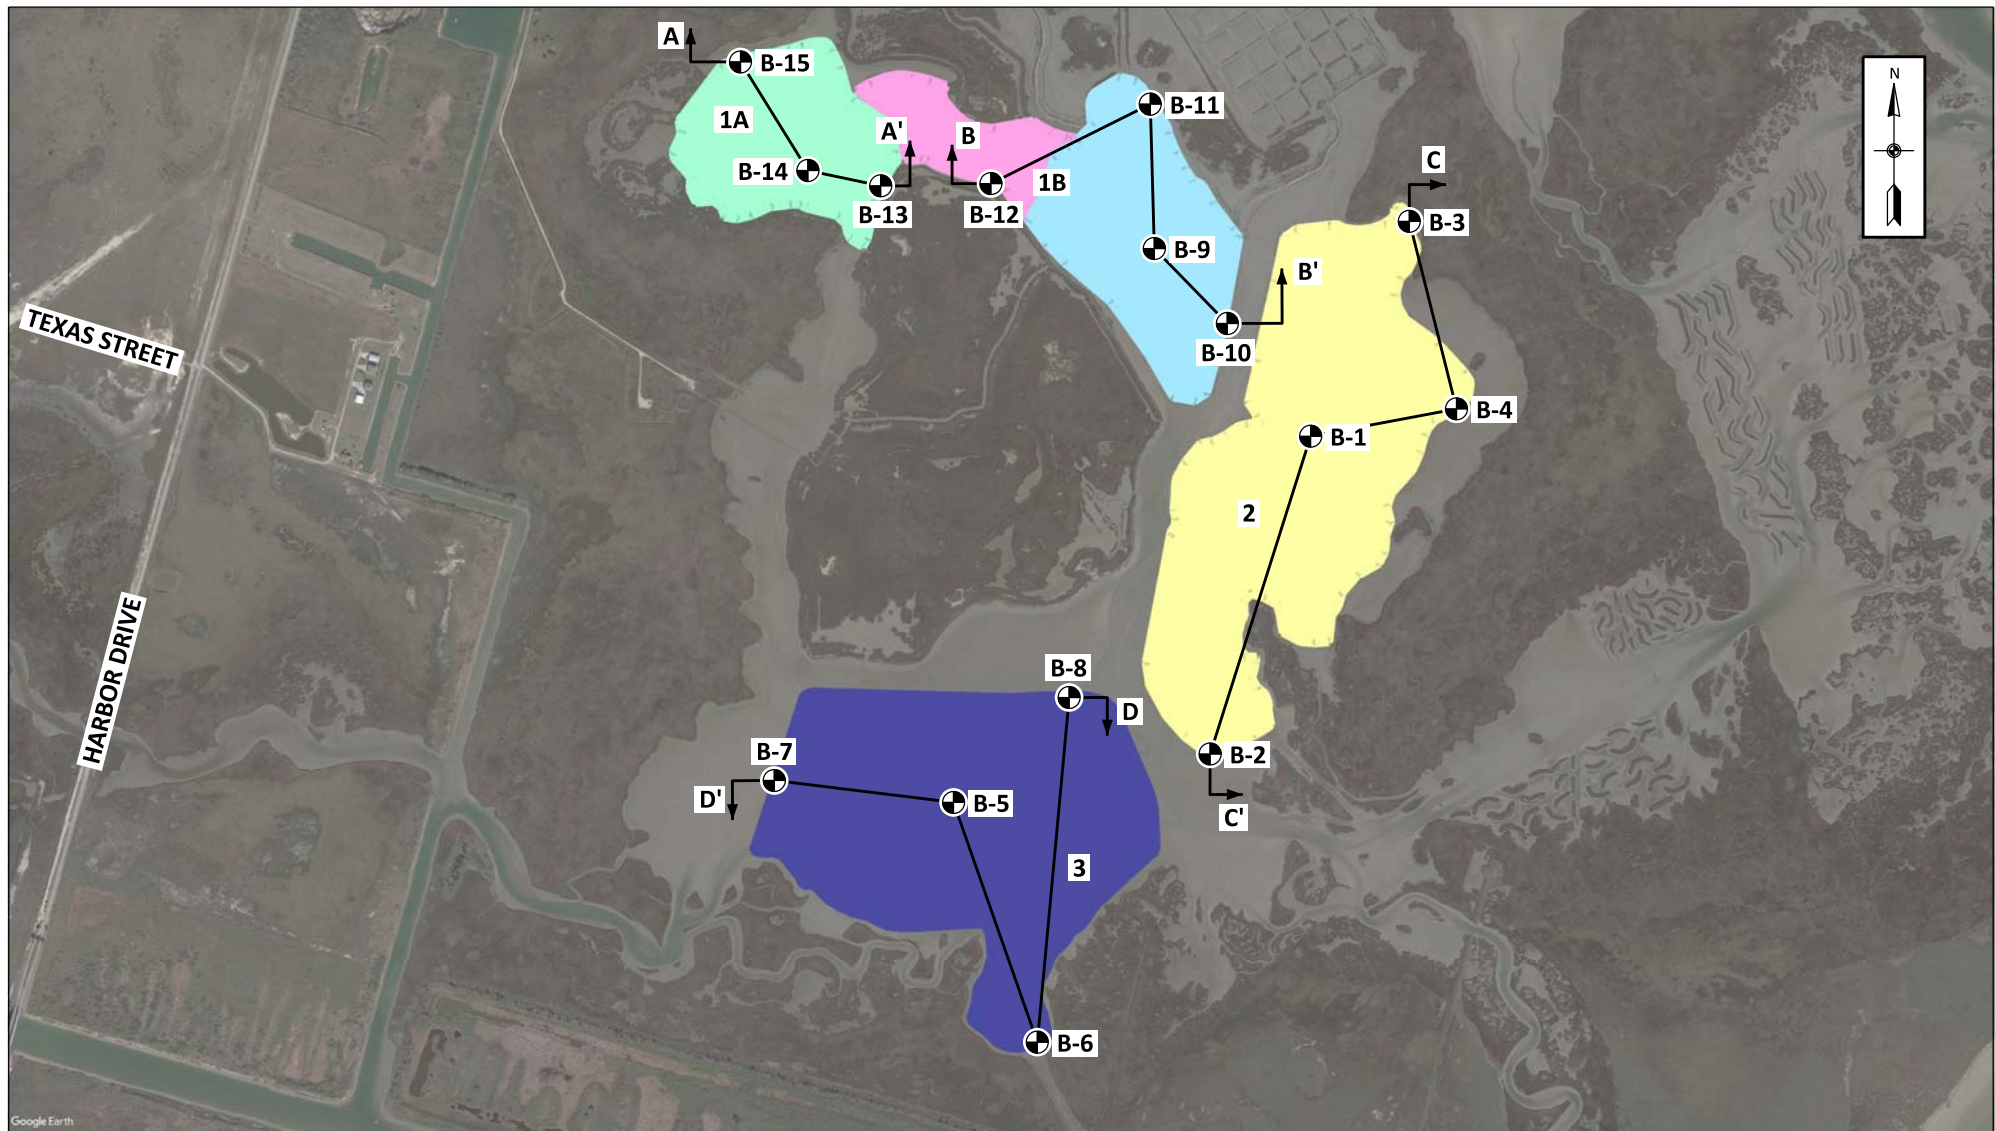 A
B-15
N
B-11
1A
A'
B
C
B-14
1B
B-13
B-12
B-3
B-9
B'
TEXAS STREET
B-10
B-4
B-1
2
HARBOR DRIVE
B-8
D
B-7
B-2
D'
B-5
C'
3
B-6
Google Earth